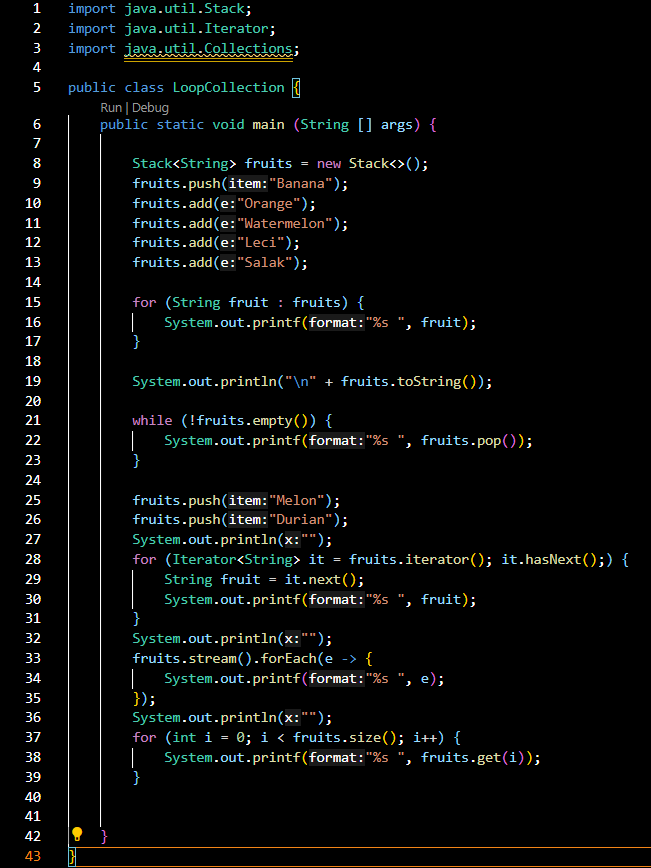 1 import java.util.Stack;
2 import java.util.Iterator;
3 import java.util.Collections;
4
5 public class LoopCollection {
Run | Debug
6 public static void main (String [] args) {
7
8 Stack<String> fruits = new Stack<>();
9 fruits.push(item:"Banana");
10 fruits.add(e:"Orange");
11 fruits.add(e:"Watermelon");
12 fruits.add(e:"Leci");
13 fruits.add(e:"Salak");
14
15 for (String fruit : fruits) {
16 System.out.printf(format:"%s ", fruit);
17 }
18
19 System.out.println("\n" + fruits.toString());
20
21 while (!fruits.empty()) {
22 System.out.printf(format:"%s ", fruits.pop());
23 }
24
25 fruits.push(item:"Melon");
26 fruits.push(item:"Durian");
27 System.out.println(x:"");
28 for (Iterator<String> it = fruits.iterator(); it.hasNext();) {
29 String fruit = it.next();
30 System.out.printf(format:"%s ", fruit);
31 }
32 System.out.println(x:"");
33 fruits.stream().forEach(e -> {
34 System.out.printf(format:"%s ", e);
35 });
36 System.out.println(x:"");
37 for (int i = 0; i < fruits.size(); i++) {
38 System.out.printf(format:"%s ", fruits.get(i));
39 }
40
41
42 }
43 }